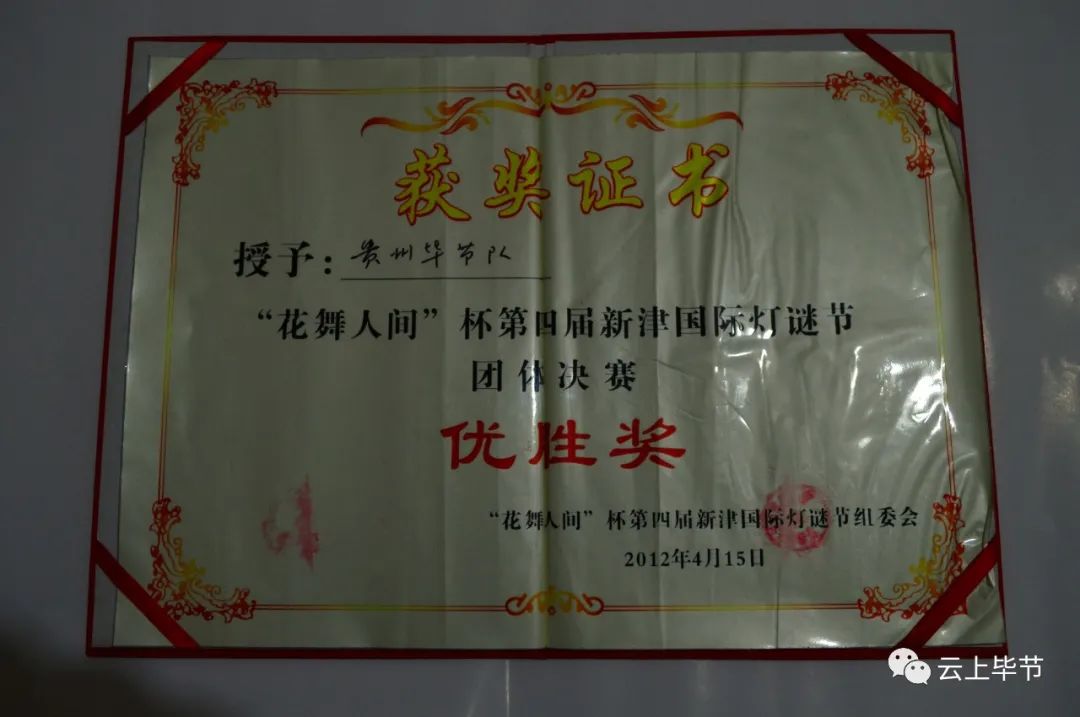 获奖证书
授予：贵州毕节队
“花舞人间”杯第四届新津国际灯谜节
团体决赛
优胜奖
“花舞人间”杯第四届新津国际灯谜节组委会
2012年4月15日
云上毕节